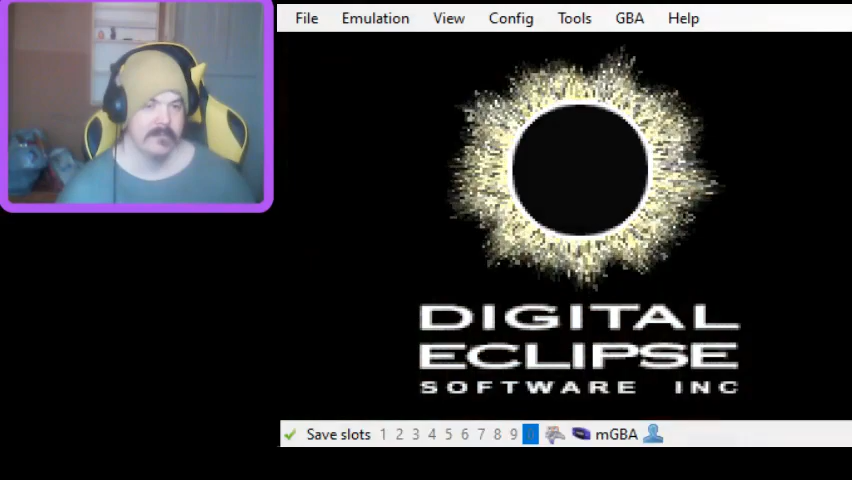 File Emulation View Config Tools GBA Help
DIGITAL
ECLIPSE
SOFTWARE INC
Save slots 1 2 3 4 5 6 7 8 9 mGBA